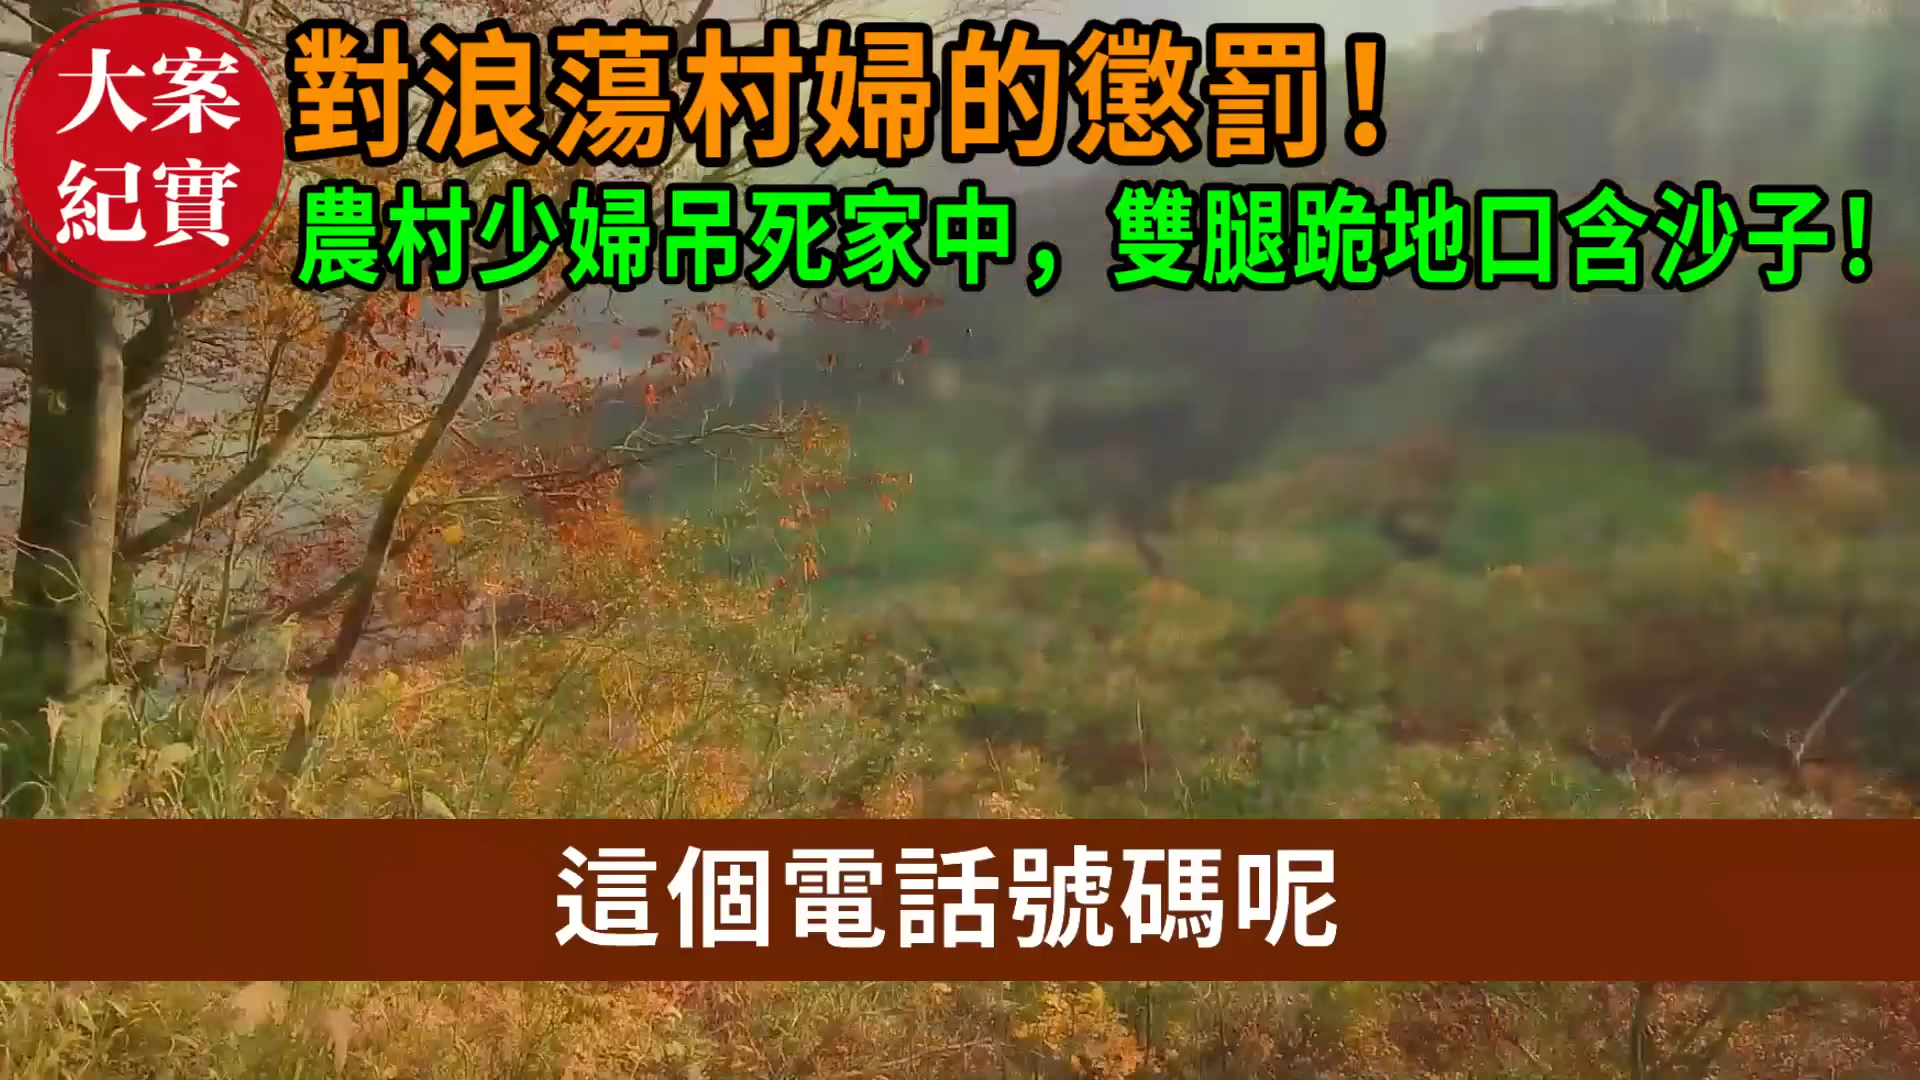 大案
紀實
對浪蕩村婦的懲罰！
農村少婦吊死家中，雙腿跪地口含沙子！
這個電話號碼呢